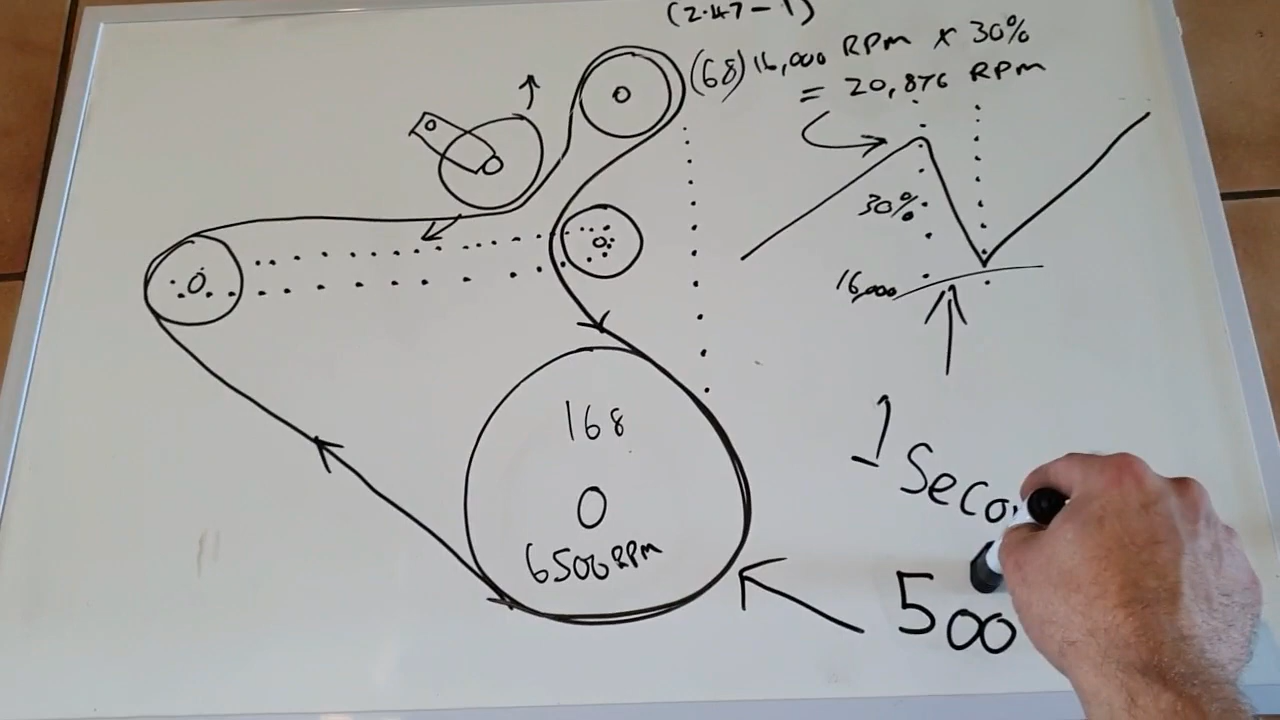 (2.47-1)
(68) 16,000 RPm x 30%
= 20,876 RPm
30%
16,000
168
0
6500 RPm
1 Seco
500